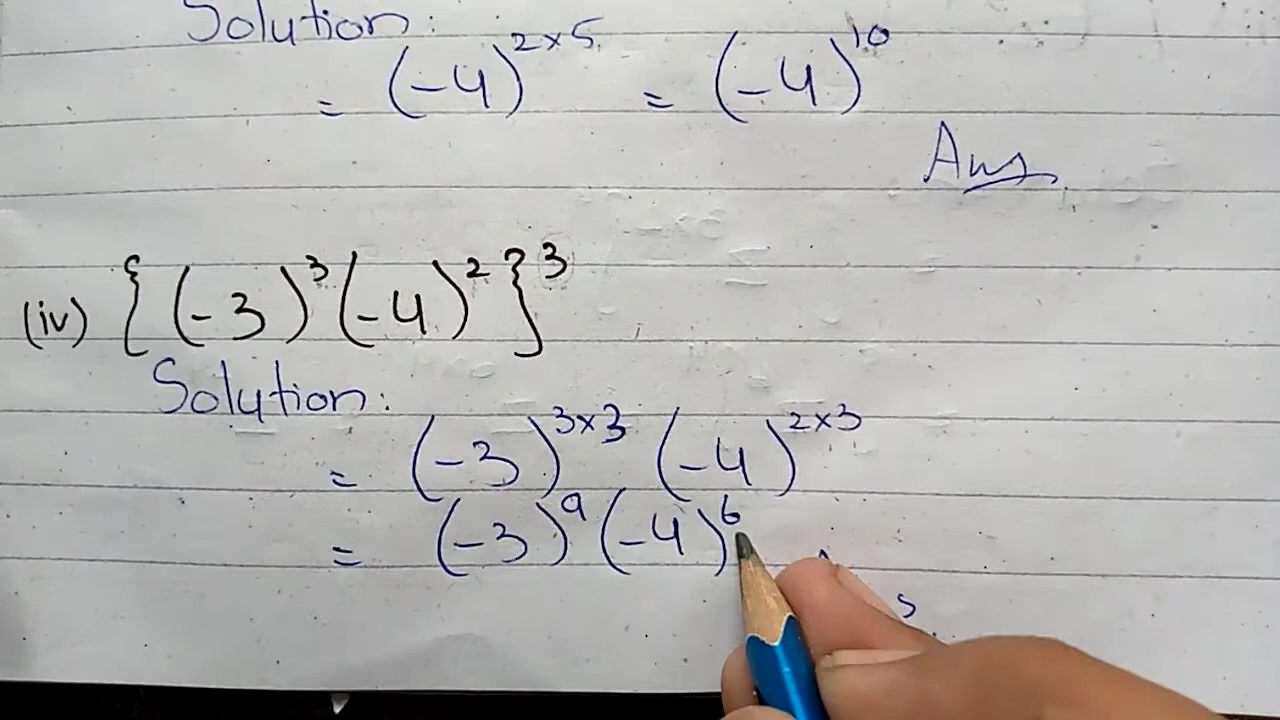 Solution:
= (-4)^{2×5} = (-4)^{10}
Ans
(iv) {(-3)^3(-4)^2}^3
Solution:
= (-3)^{3×3} (-4)^{2×3}
= (-3)^9(-4)^6